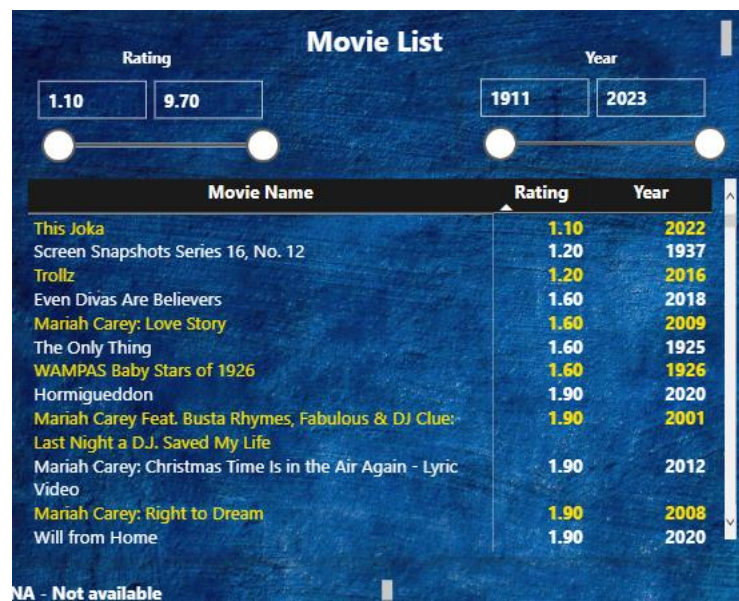 Movie List
Rating
Year
1.10 9.70
1911 2023
Movie Name Rating Year
This Joka 1.10 2022
Screen Snapshots Series 16, No. 12 1.20 1937
Trollz 1.20 2016
Even Divas Are Believers 1.60 2018
Mariah Carey: Love Story 1.60 2009
The Only Thing 1.60 1925
WAMPAS Baby Stars of 1926 1.60 1926
Hormigueddon 1.90 2020
Mariah Carey Feat. Busta Rhymes, Fabulous & DJ Clue: 1.90 2001
Last Night a D.J. Saved My Life
Mariah Carey: Christmas Time Is in the Air Again - Lyric 1.90 2012
Video
Mariah Carey: Right to Dream 1.90 2008
Will from Home 1.90 2020
NA - Not available